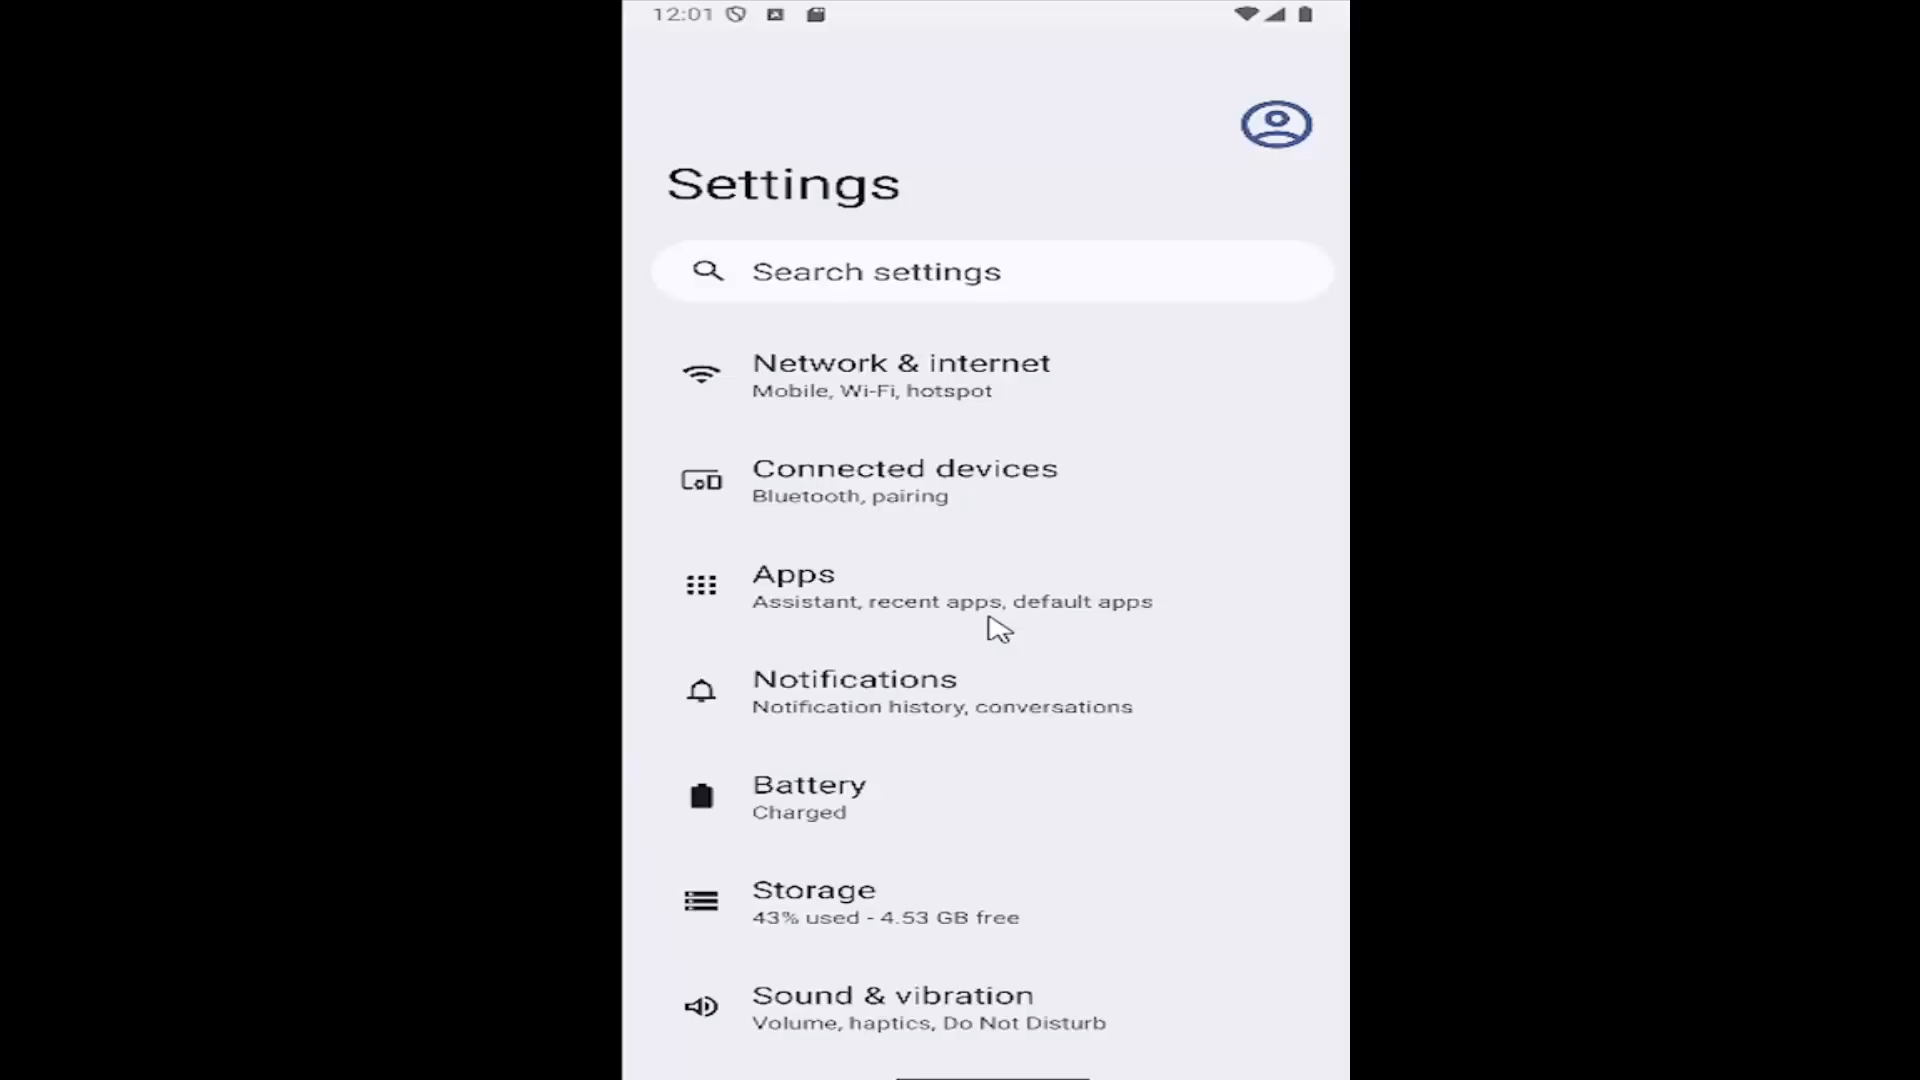 12:01
Settings
Search settings
Network & internet
Mobile, Wi-Fi, hotspot
Connected devices
Bluetooth, pairing
Apps
Assistant, recent apps, default apps
Notifications
Notification history, conversations
Battery
Charged
Storage
43% used - 4.53 GB free
Sound & vibration
Volume, haptics, Do Not Disturb